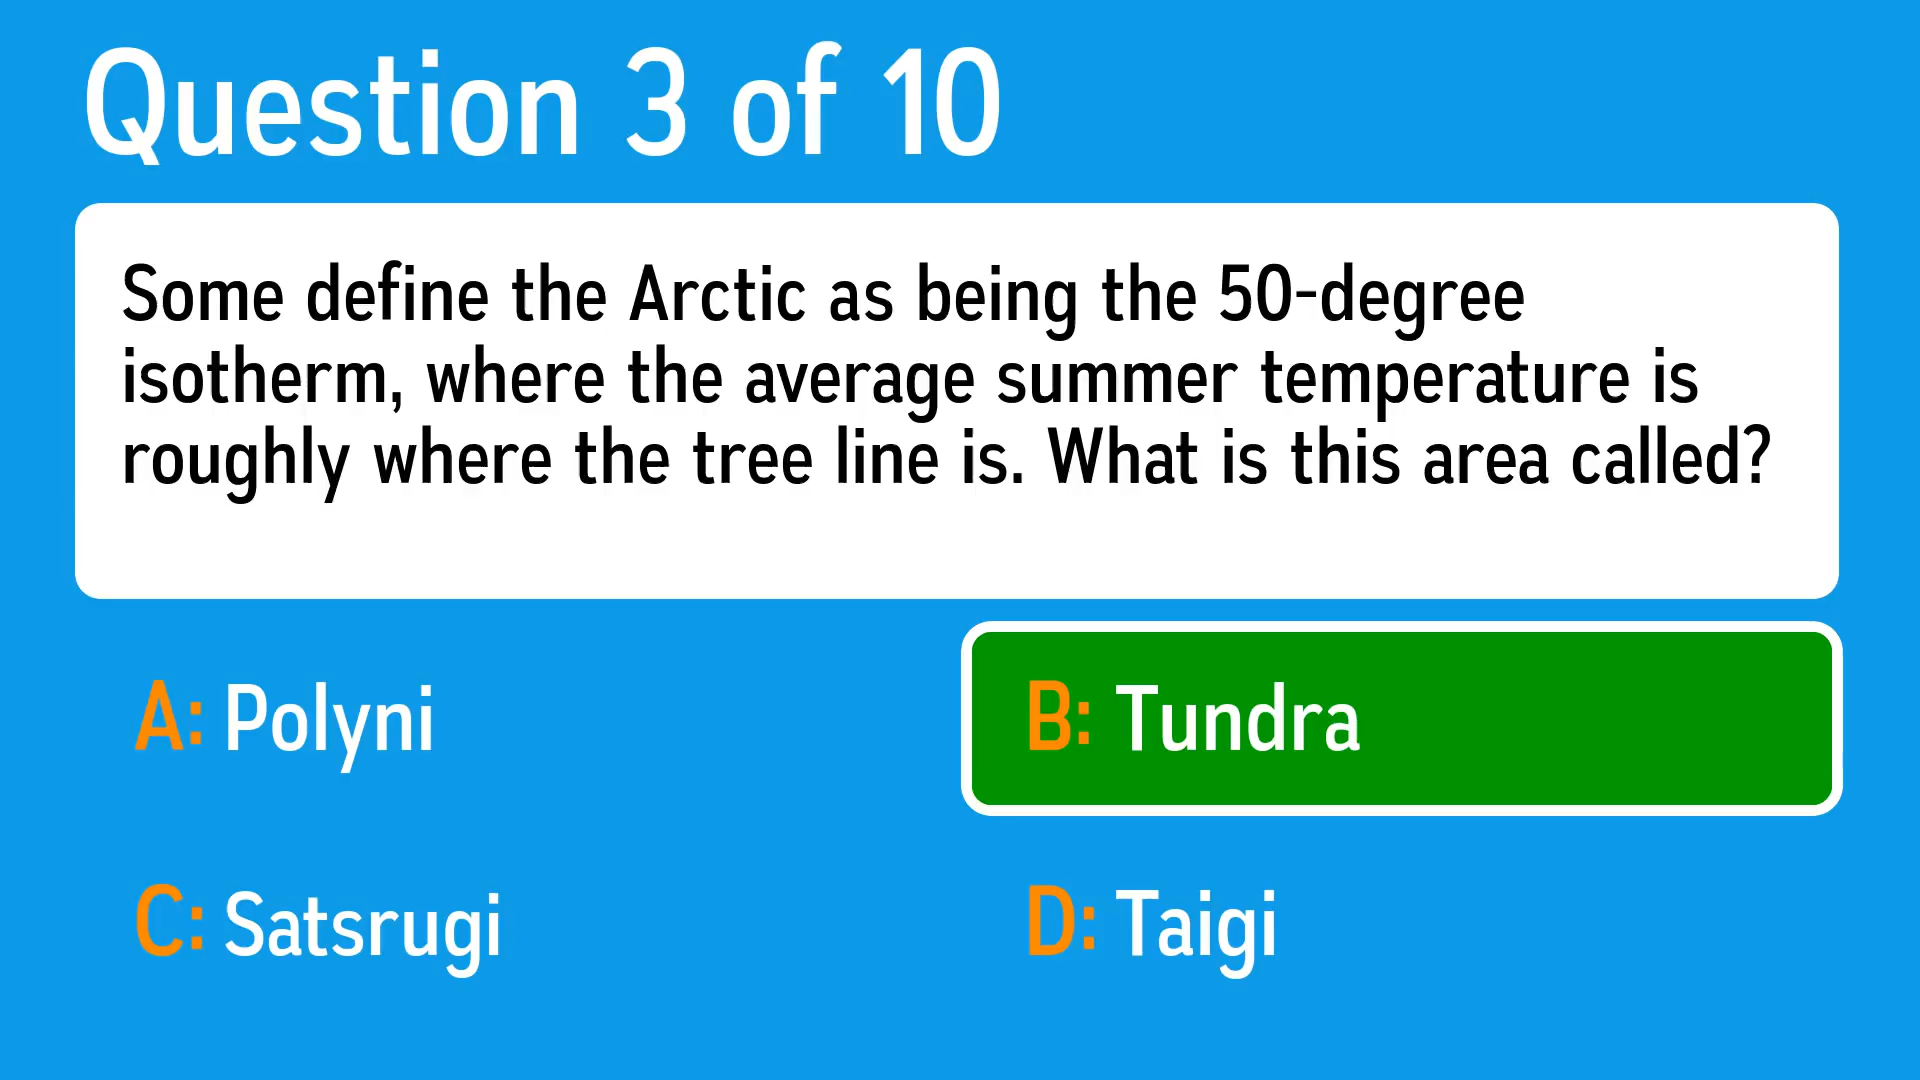 Question 3 of 10
Some define the Arctic as being the 50-degree
isotherm, where the average summer temperature is
roughly where the tree line is. What is this area called?
A: Polyni
B: Tundra
C: Satsrugi
D: Taigi